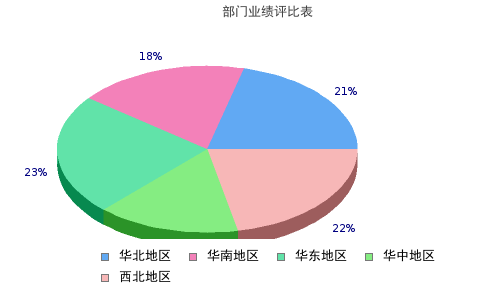 部门业绩评比表
18%
21%
23%
22%
华北地区 华南地区 华东地区 华中地区
西北地区